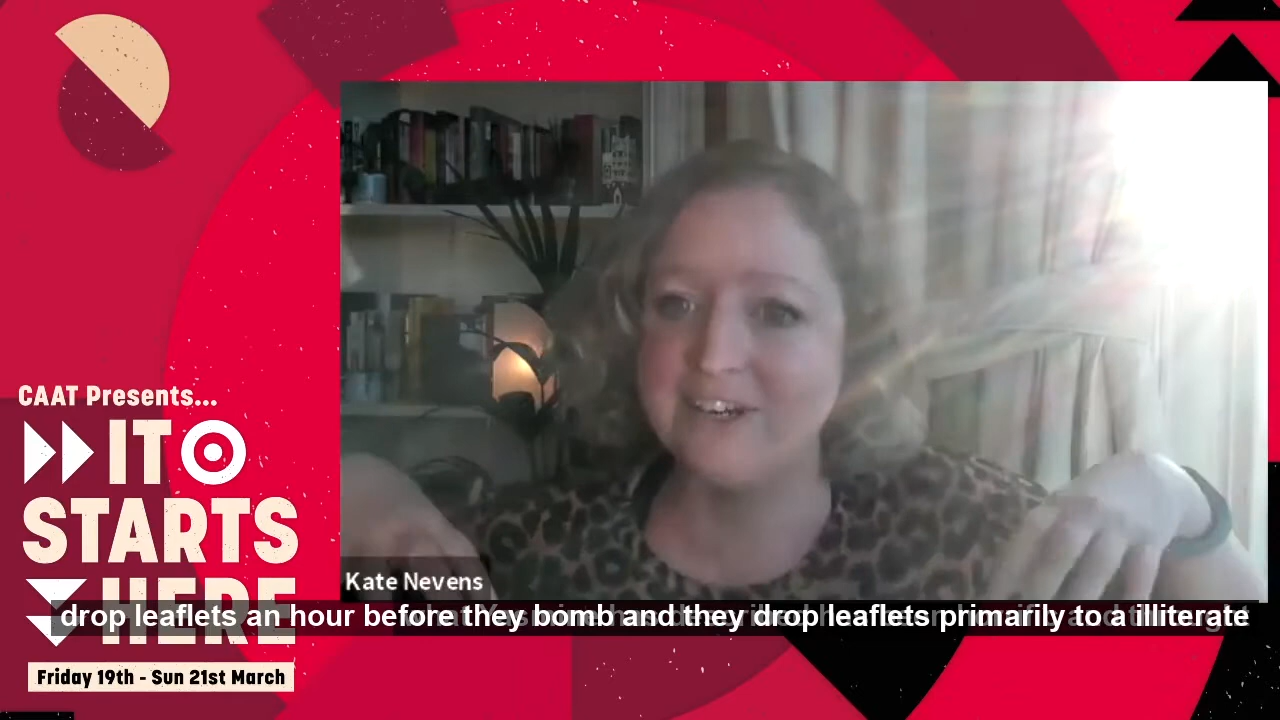 CAAT Presents...
IT
STARTS
HERE
Friday 19th - Sun 21st March
Kate Nevens
drop leaflets an hour before they bomb and they drop leaflets primarily to a illiterate